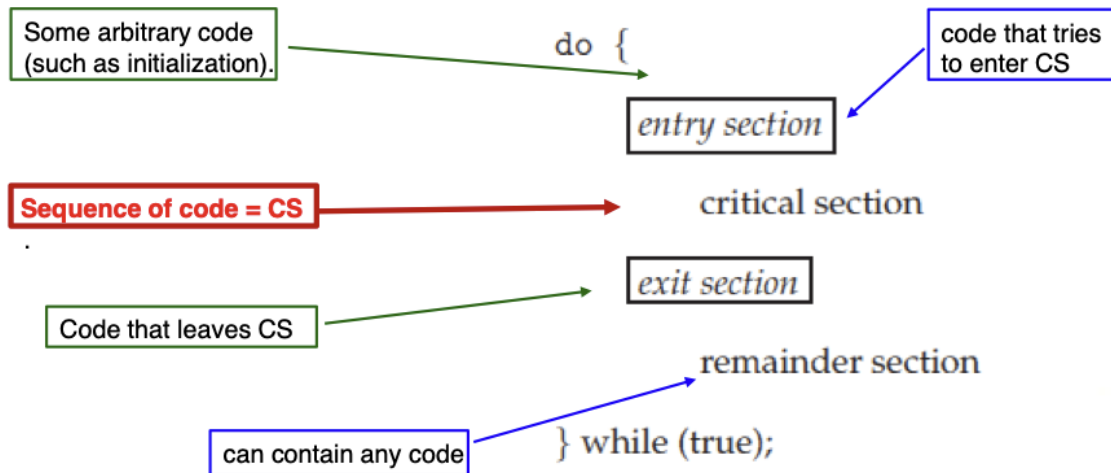 Some arbitrary code
(such as initialization).
do {
code that tries
to enter CS
entry section
Sequence of code = CS
critical section
.
exit section
Code that leaves CS
remainder section
can contain any code
} while (true);